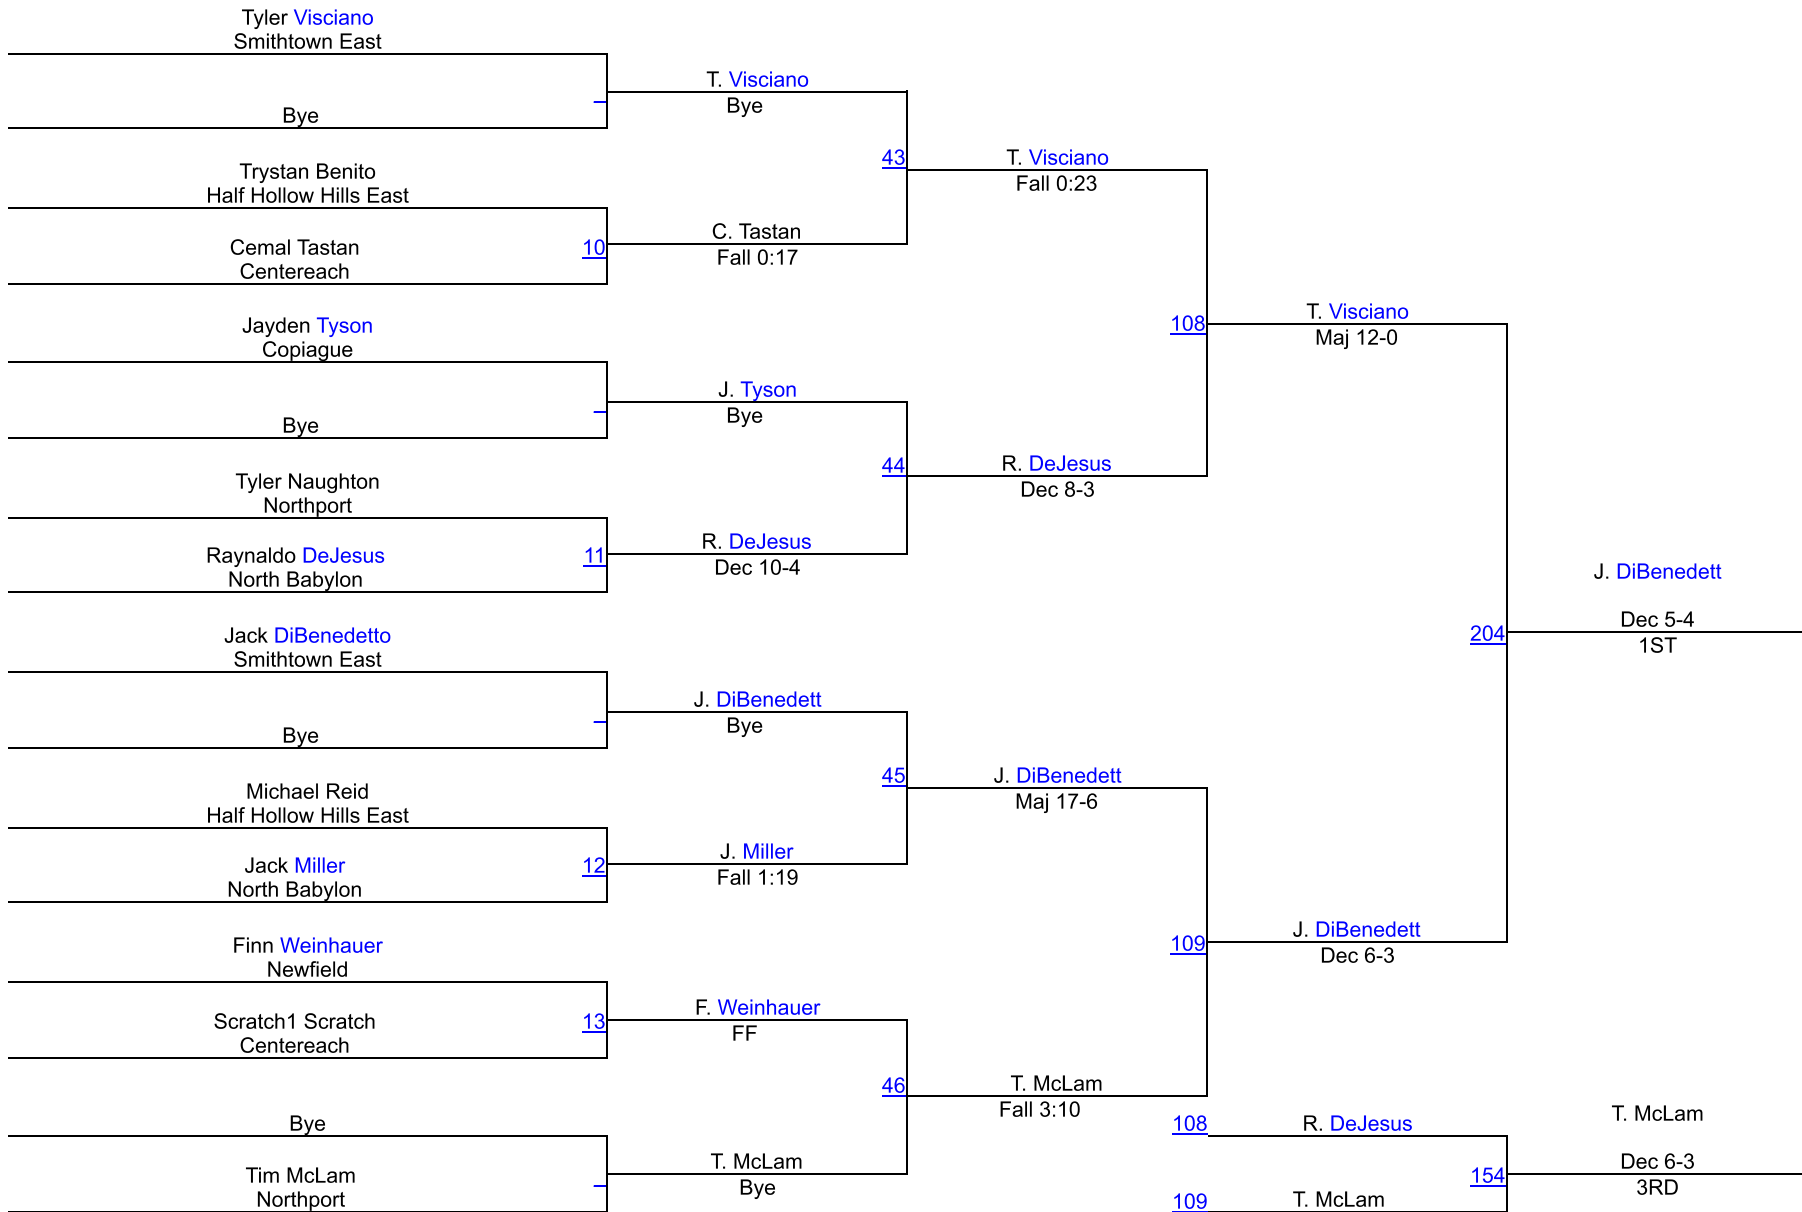 Tyler Visciano
Smithtown East
Bye
T. Visciano
Bye
Trystan Benito
Half Hollow Hills East
Cemal Tastan
Centereach
10
C. Tastan
Fall 0:17
43
T. Visciano
Fall 0:23
Jayden Tyson
Copiague
Bye
J. Tyson
Bye
Tyler Naughton
Northport
Raynaldo DeJesus
North Babylon
11
R. DeJesus
Dec 10-4
44
R. DeJesus
Dec 8-3
108
T. Visciano
Maj 12-0
Jack DiBenedetto
Smithtown East
Bye
J. DiBenedett
Bye
Michael Reid
Half Hollow Hills East
Jack Miller
North Babylon
12
J. Miller
Fall 1:19
45
J. DiBenedett
Maj 17-6
Finn Weinhauer
Newfield
Scratch1 Scratch
Centereach
13
F. Weinhauer
FF
Bye
Tim McLam
Northport
T. McLam
Bye
46
T. McLam
Fall 3:10
109
J. DiBenedett
Dec 6-3
204
J. DiBenedett
Dec 5-4
1ST
108
R. DeJesus
109
T. McLam
154
T. McLam
Dec 6-3
3RD